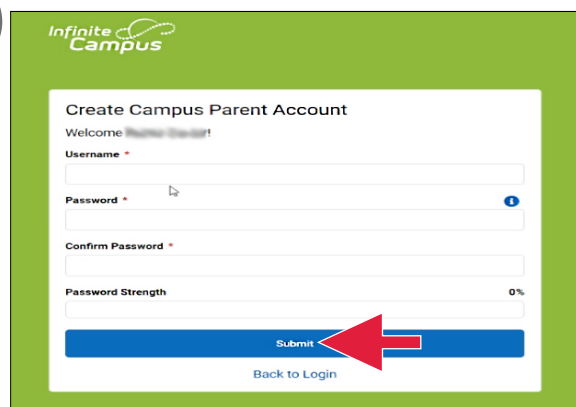 Infinite
Campus
Create Campus Parent Account
Welcome !
Username *
Password *
i
Confirm Password *
Password Strength 0%
Submit
Back to Login